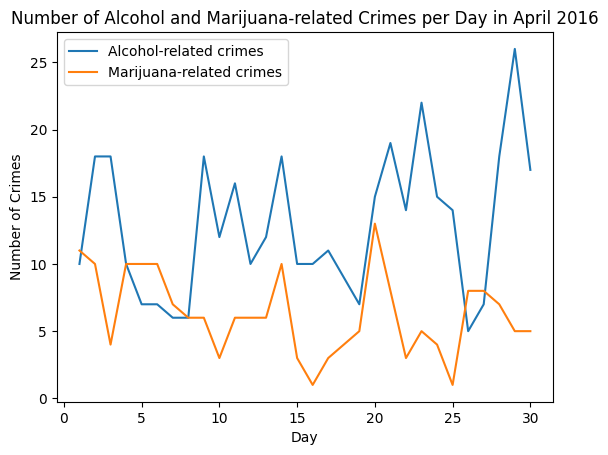 Number of Alcohol and Marijuana-related Crimes per Day in April 2016
Alcohol-related crimes
Marijuana-related crimes
Number of Crimes
25
20
15
10
5
0
0 5 10 15 20 25 30
Day